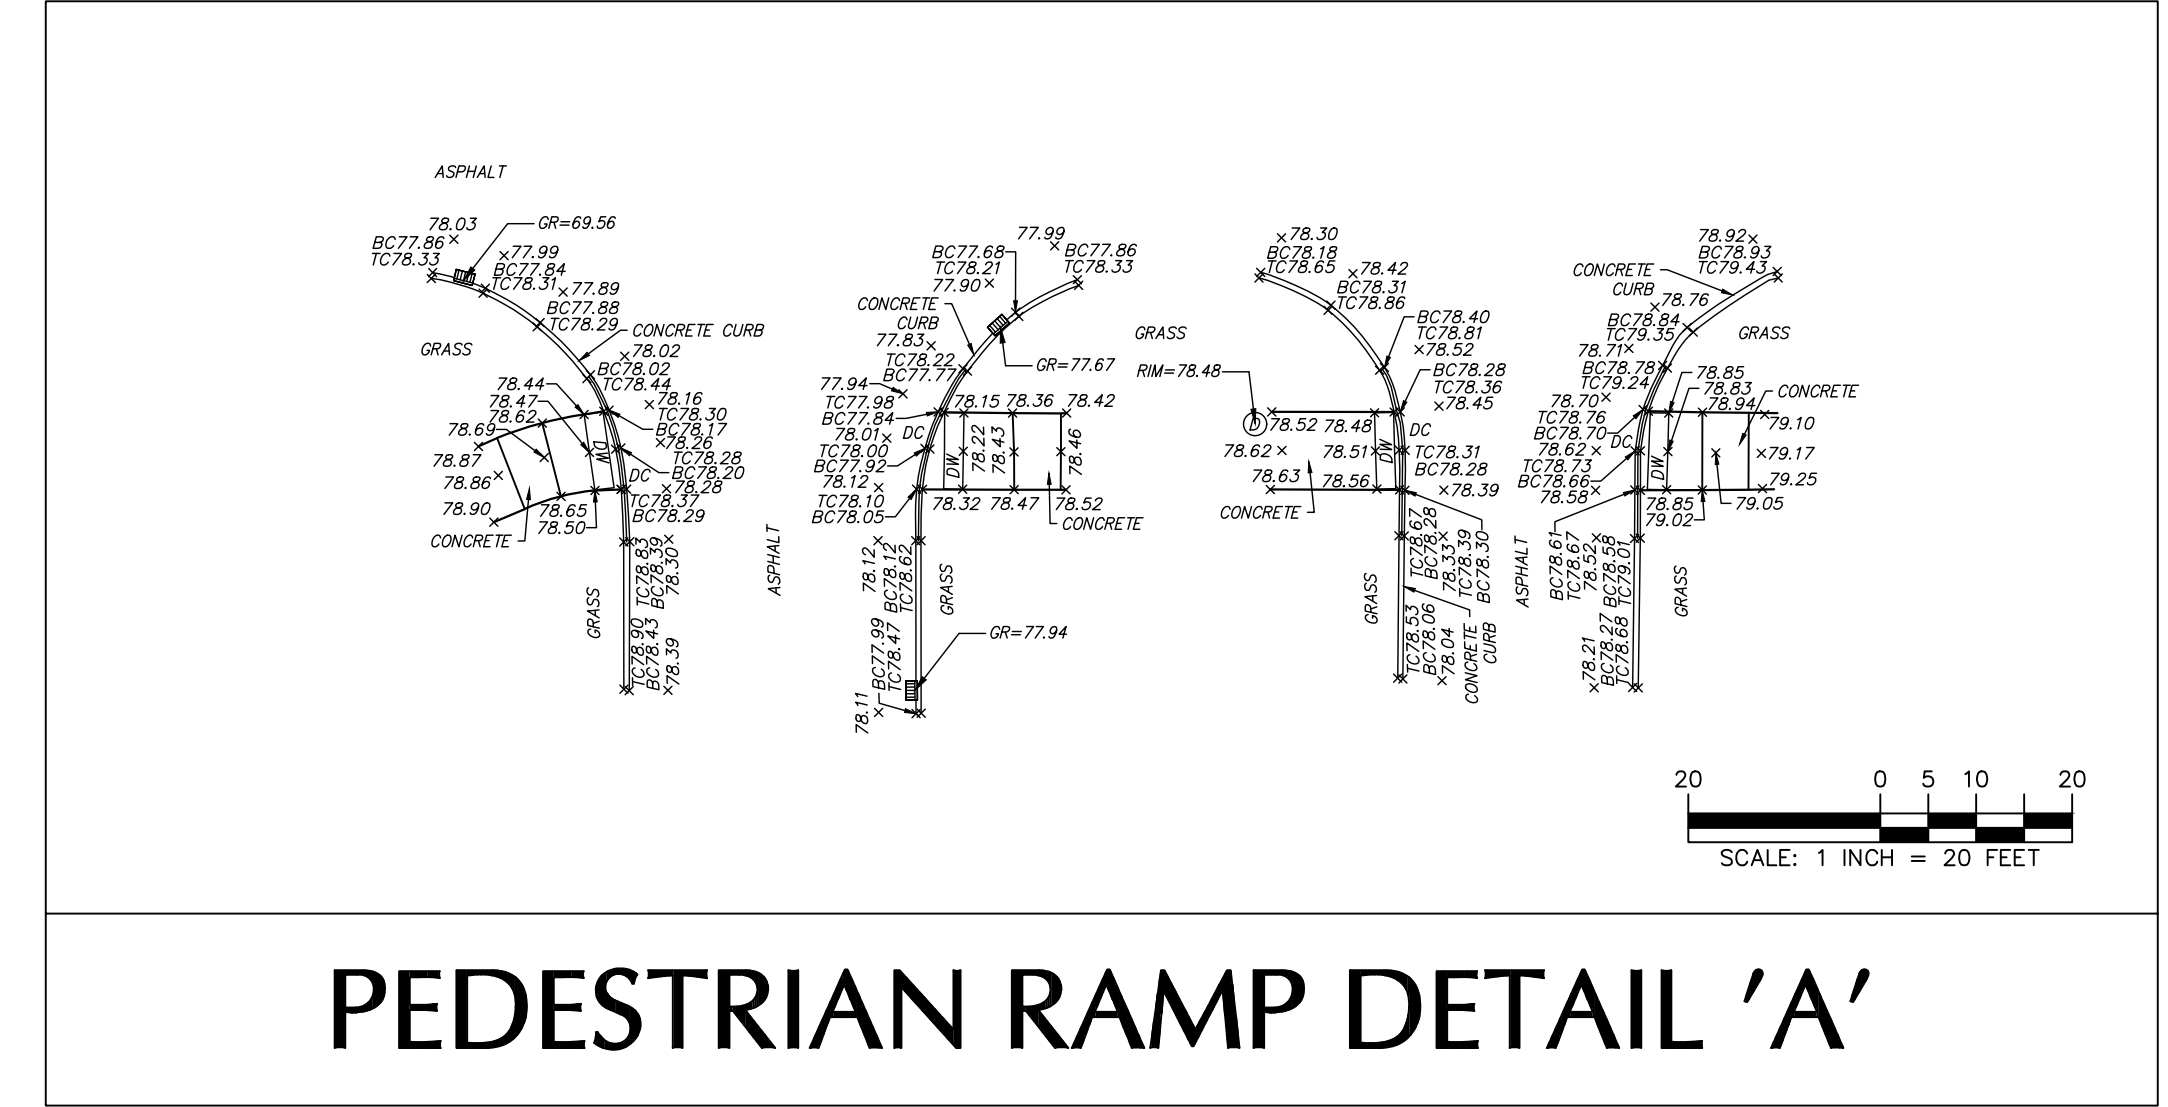 ASPHALT
78.03
BC77.86
TC78.33
GR=69.56
77.99
BC77.84
TC78.31
77.89
BC77.88
TC78.29
CONCRETE CURB
GRASS
78.02
BC78.02
TC78.44
78.44
78.47
78.62
78.69
78.16
TC78.30
BC78.17
78.26
TC78.28
BC78.20
78.28
DW
DC
78.87
78.86
78.90
78.65
78.50
CONCRETE
TC78.37
BC78.29
TC78.83
BC78.39
78.30
GRASS
TC78.90
BC78.43
78.39
ASPHALT
77.99
BC77.86
TC78.33
BC77.68
TC78.21
77.90
CONCRETE
CURB
77.83
TC78.22
BC77.77
GR=77.67
77.94
TC77.98
BC77.84
78.01
DC
TC78.00
BC77.92
78.12
TC78.10
BC78.05
78.15
78.36
78.42
DW
78.22
78.43
78.46
78.32
78.47
78.52
CONCRETE
78.12
BC78.12
TC78.62
GRASS
78.11
BC77.99
TC78.47
GR=77.94
GRASS
78.30
BC78.18
TC78.65
78.42
BC78.31
TC78.86
BC78.40
TC78.81
78.52
RIM=78.48
BC78.28
TC78.36
78.45
D
78.52
78.48
DC
78.62
78.51
DW
TC78.31
BC78.28
78.63
78.56
78.39
CONCRETE
TC78.67
BC78.28
78.33
TC78.39
BC78.30
GRASS
TC78.53
BC78.06
78.04
CONCRETE
CURB
ASPHALT
78.92
BC78.93
TC79.43
CONCRETE
CURB
78.76
BC78.84
TC79.35
GRASS
78.71
BC78.78
TC79.24
78.85
78.83
78.94
CONCRETE
78.70
TC78.76
BC78.70
78.62
DC
TC78.73
BC78.66
78.58
DW
79.10
79.17
79.25
78.85
79.02
79.05
BC78.61
TC78.67
78.52
BC78.58
TC79.01
GRASS
78.21
BC78.27
TC78.68
20 0 5 10 20
SCALE: 1 INCH = 20 FEET
PEDESTRIAN RAMP DETAIL 'A'